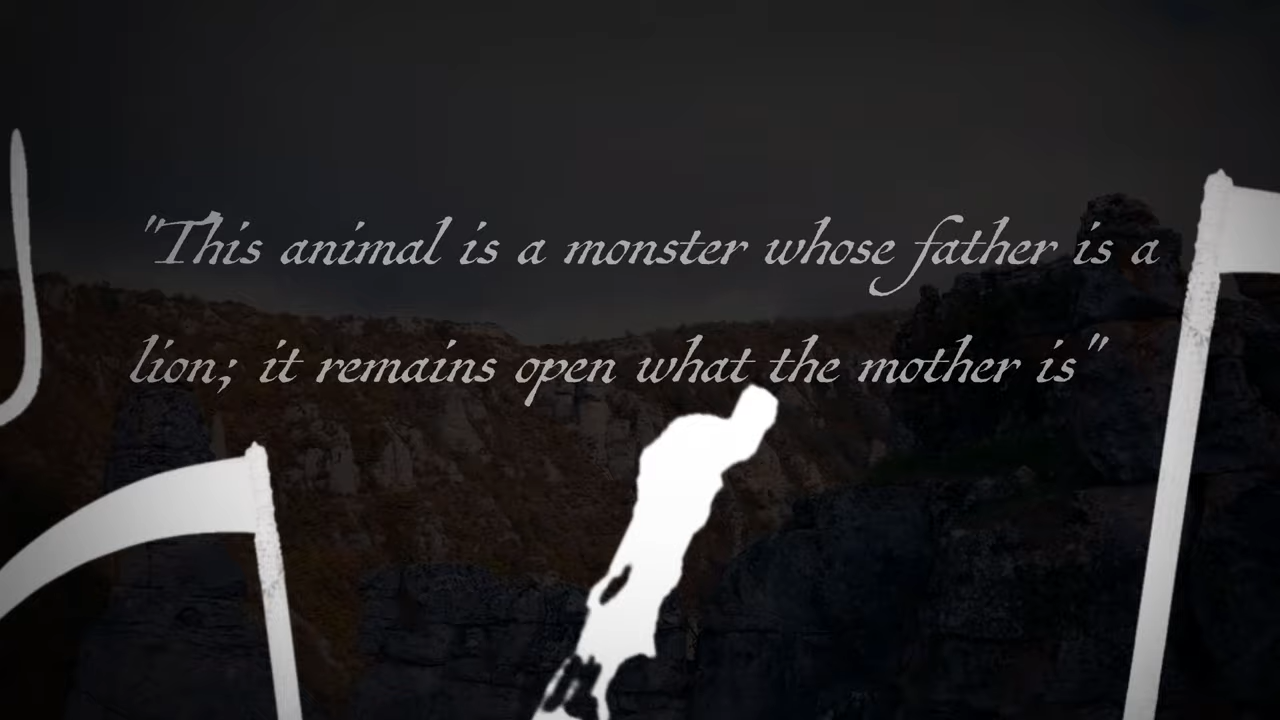 "This animal is a monster whose father is a
lion; it remains open what the mother is"